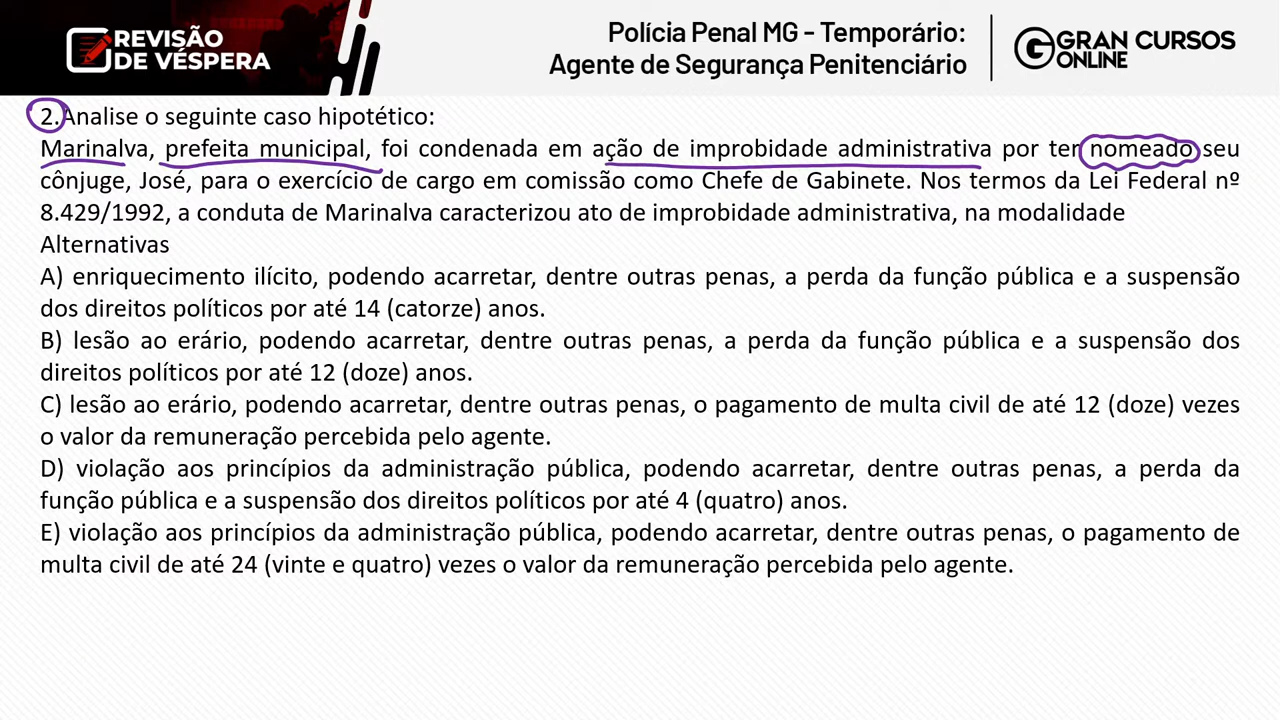 REVISÃO
DE VÉSPERA
Polícia Penal MG - Temporário:
Agente de Segurança Penitenciário
GRAN CURSOS
ONLINE
2.Analise o seguinte caso hipotético:
Marinalva, prefeita municipal, foi condenada em ação de improbidade administrativa por ter nomeado seu
cônjuge, José, para o exercício de cargo em comissão como Chefe de Gabinete. Nos termos da Lei Federal nº
8.429/1992, a conduta de Marinalva caracterizou ato de improbidade administrativa, na modalidade
Alternativas
A) enriquecimento ilícito, podendo acarretar, dentre outras penas, a perda da função pública e a suspensão
dos direitos políticos por até 14 (catorze) anos.
B) lesão ao erário, podendo acarretar, dentre outras penas, a perda da função pública e a suspensão dos
direitos políticos por até 12 (doze) anos.
C) lesão ao erário, podendo acarretar, dentre outras penas, o pagamento de multa civil de até 12 (doze) vezes
o valor da remuneração percebida pelo agente.
D) violação aos princípios da administração pública, podendo acarretar, dentre outras penas, a perda da
função pública e a suspensão dos direitos políticos por até 4 (quatro) anos.
E) violação aos princípios da administração pública, podendo acarretar, dentre outras penas, o pagamento de
multa civil de até 24 (vinte e quatro) vezes o valor da remuneração percebida pelo agente.